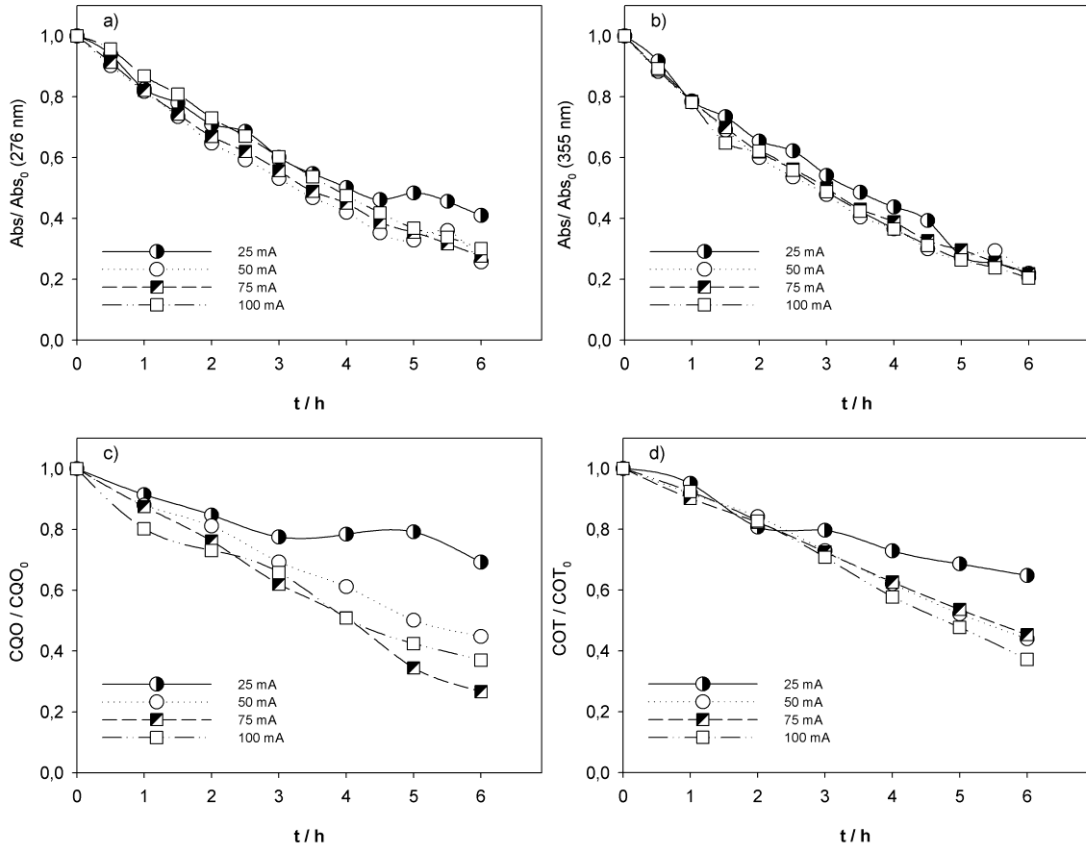 a)
Abs/ Abs0 (276 nm)
1,0
0,8
0,6
0,4
0,2
0,0
25 mA
50 mA
75 mA
100 mA
0 1 2 3 4 5 6
t / h
b)
Abs/ Abs0 (355 nm)
1,0
0,8
0,6
0,4
0,2
0,0
25 mA
50 mA
75 mA
100 mA
0 1 2 3 4 5 6
t / h
c)
CQO / CQO0
1,0
0,8
0,6
0,4
0,2
0,0
25 mA
50 mA
75 mA
100 mA
0 1 2 3 4 5 6
t / h
d)
COT / COT0
1,0
0,8
0,6
0,4
0,2
0,0
25 mA
50 mA
75 mA
100 mA
0 1 2 3 4 5 6
t / h